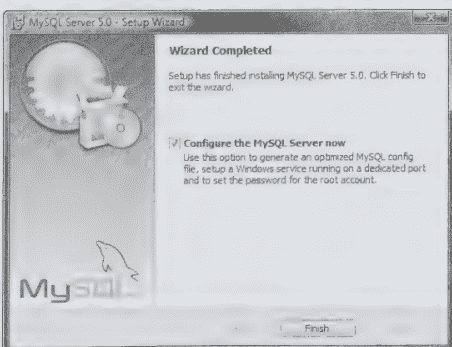 MySQL Server 5.0 - Setup Wizard
Wizard Completed
Setup has finished installing MySQL Server 5.0. Click Finish to
exit the wizard.
Configure the MySQL Server now
Use this option to generate an optimized MySQL config
file, setup a Windows service running on a dedicated port
and to set the password for the root account.
MySQL
Finish